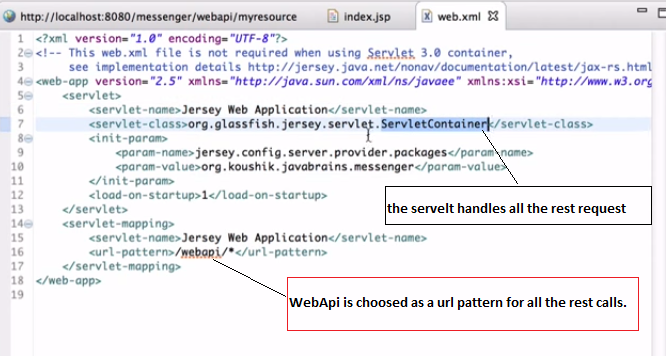 http://localhost:8080/messenger/webapi/myresource index.jsp web.xml
1 <?xml version="1.0" encoding="UTF-8"?>
2 <!-- This web.xml file is not required when using Servlet 3.0 container,
3 see implementation details http://jersey.java.net/nonav/documentation/latest/jax-rs.html
4 <web-app version="2.5" xmlns="http://java.sun.com/xml/ns/javaee" xmlns:xsi="http://www.w3.org
5 <servlet>
6 <servlet-name>Jersey Web Application</servlet-name>
7 <servlet-class>org.glassfish.jersey.servlet.ServletContainer</servlet-class>
8 <init-param>
9 <param-name>jersey.config.server.provider.packages</param-name>
10 <param-value>org.koushik.javabrains.messenger</param-value>
11 </init-param>
12 <load-on-startup>1</load-on-startup>
the servelt handles all the rest request
13 </servlet>
14 <servlet-mapping>
15 <servlet-name>Jersey Web Application</servlet-name>
16 <url-pattern>/webapi/*</url-pattern>
17 </servlet-mapping>
18 </web-app>
19
WebApi is choosed as a url pattern for all the rest calls.